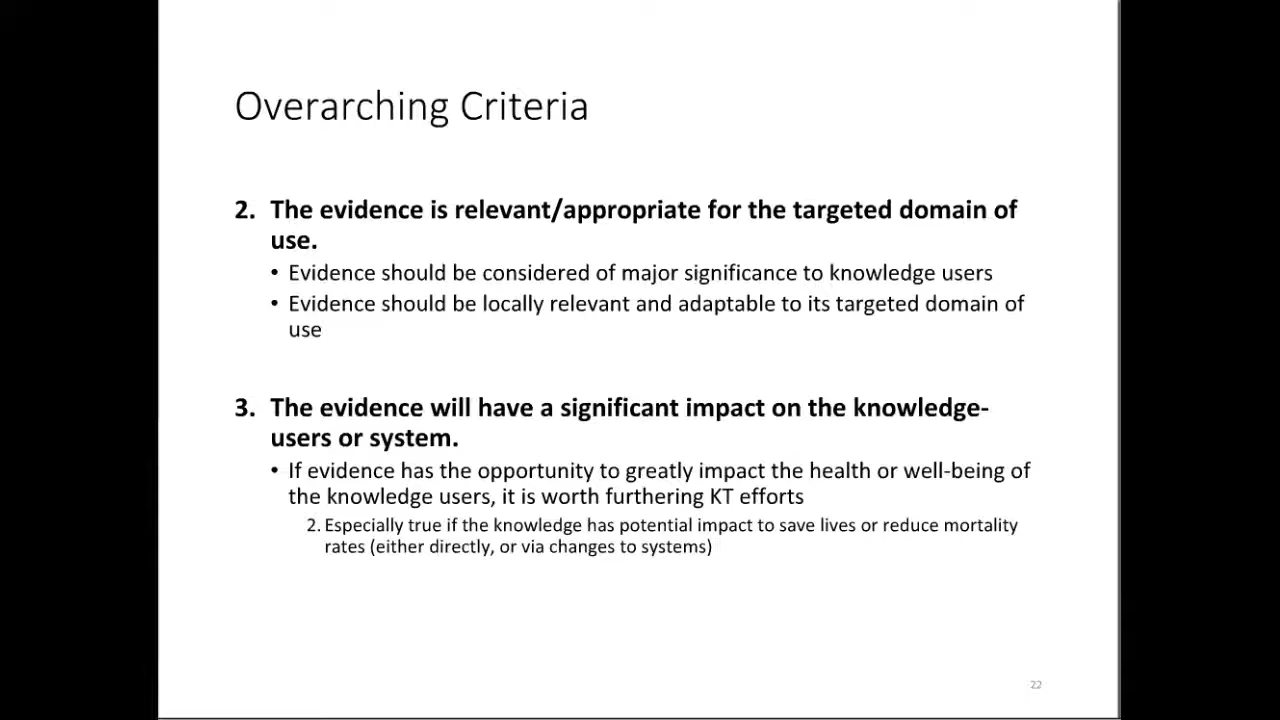 Overarching Criteria
2. The evidence is relevant/appropriate for the targeted domain of
use.
• Evidence should be considered of major significance to knowledge users
• Evidence should be locally relevant and adaptable to its targeted domain of
use
3. The evidence will have a significant impact on the knowledge-
users or system.
• If evidence has the opportunity to greatly impact the health or well-being of
the knowledge users, it is worth furthering KT efforts
2. Especially true if the knowledge has potential impact to save lives or reduce mortality
rates (either directly, or via changes to systems)
22